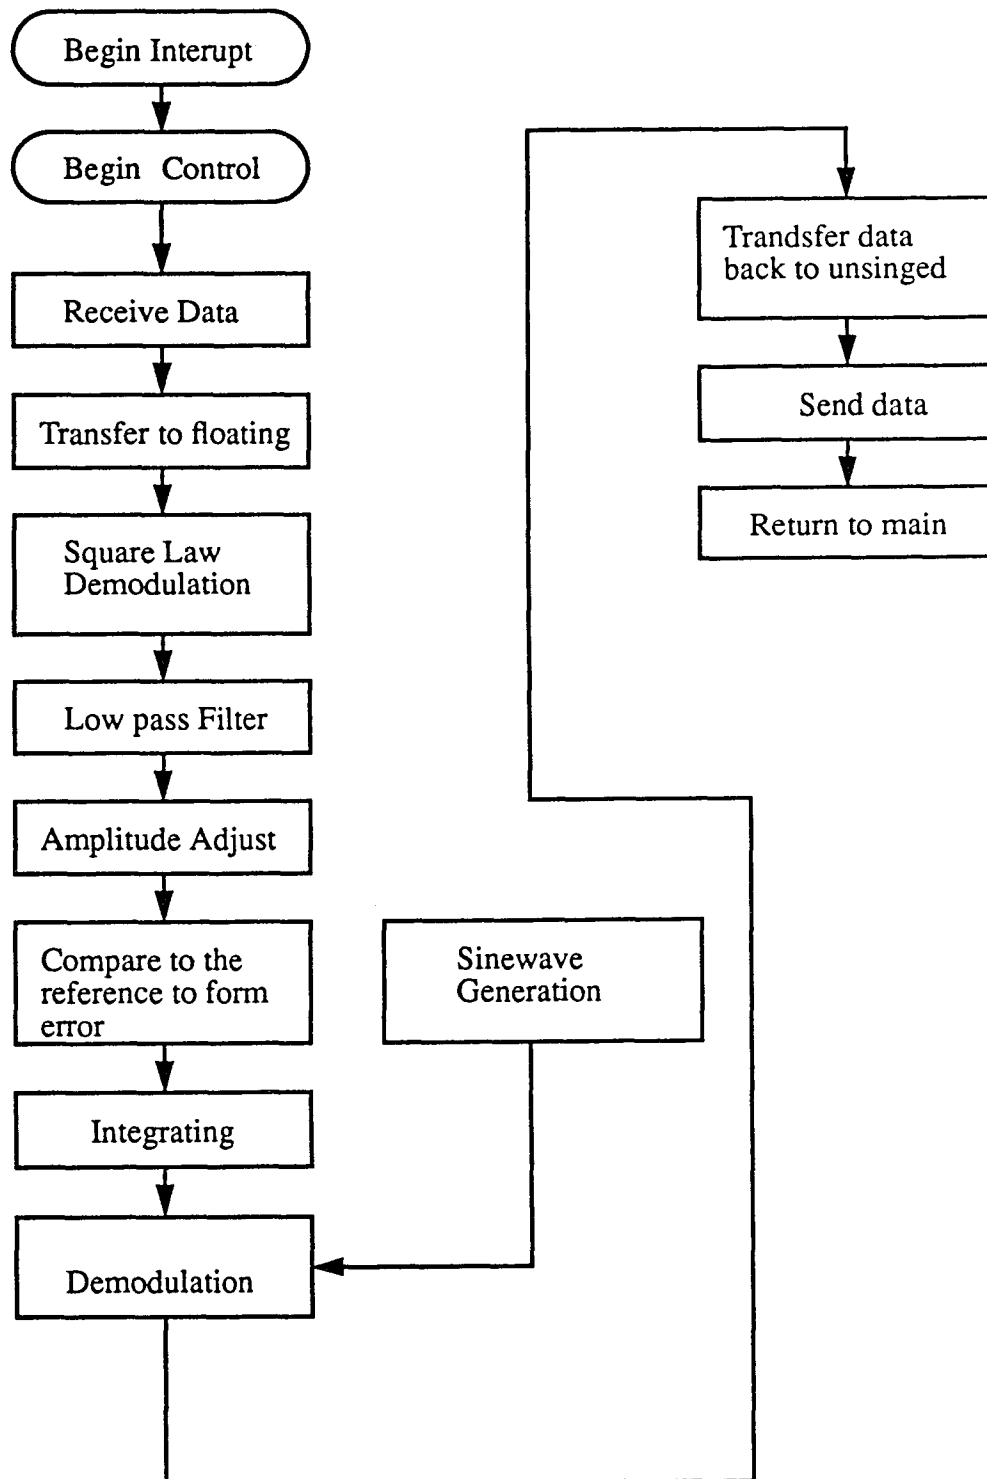 Begin Interupt
Begin Control
Receive Data
Transfer to floating
Square Law
Demodulation
Low pass Filter
Amplitude Adjust
Compare to the
reference to form
error
Integrating
Demodulation
Sinewave
Generation
Trandsfer data
back to unsinged
Send data
Return to main